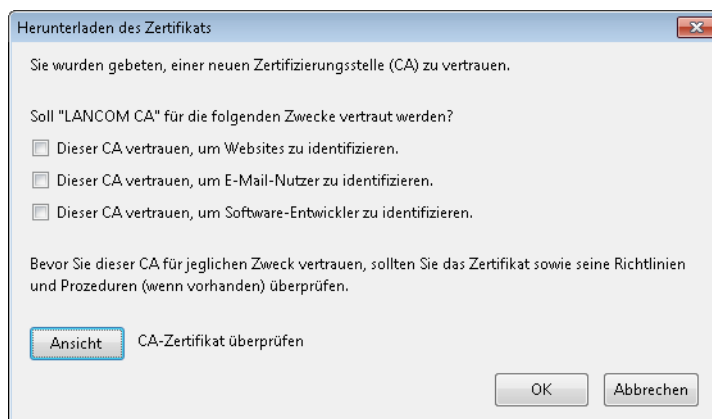 Herunterladen des Zertifikats
Sie wurden gebeten, einer neuen Zertifizierungsstelle (CA) zu vertrauen.
Soll "LANCOM CA" für die folgenden Zwecke vertraut werden?
Dieser CA vertrauen, um Websites zu identifizieren.
Dieser CA vertrauen, um E-Mail-Nutzer zu identifizieren.
Dieser CA vertrauen, um Software-Entwickler zu identifizieren.
Bevor Sie dieser CA für jeglichen Zweck vertrauen, sollten Sie das Zertifikat sowie seine Richtlinien
und Prozeduren (wenn vorhanden) überprüfen.
Ansicht CA-Zertifikat überprüfen
OK Abbrechen